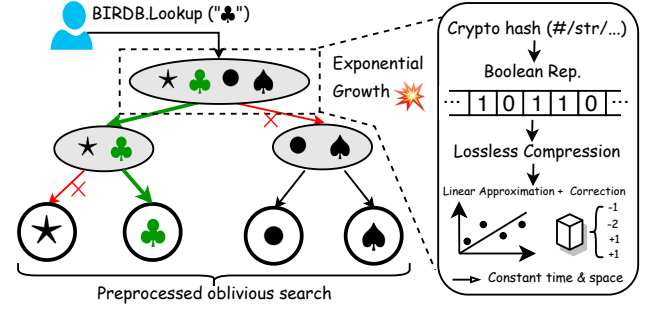 BIRDB.Lookup ("♣")
Exponential
Growth
Preprocessed oblivious search
Crypto hash (#/str/...)
Boolean Rep.
... 1 0 1 1 0 ...
Lossless Compression
Linear Approximation + Correction
-1
-2
+1
+1
Constant time & space